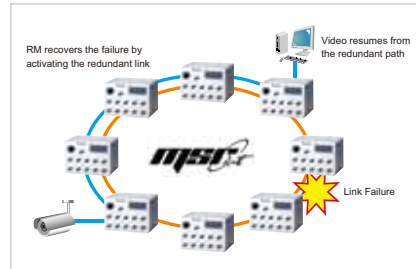 RM recovers the failure by
activating the redundant link
Video resumes from
the redundant path
msr
Link Failure